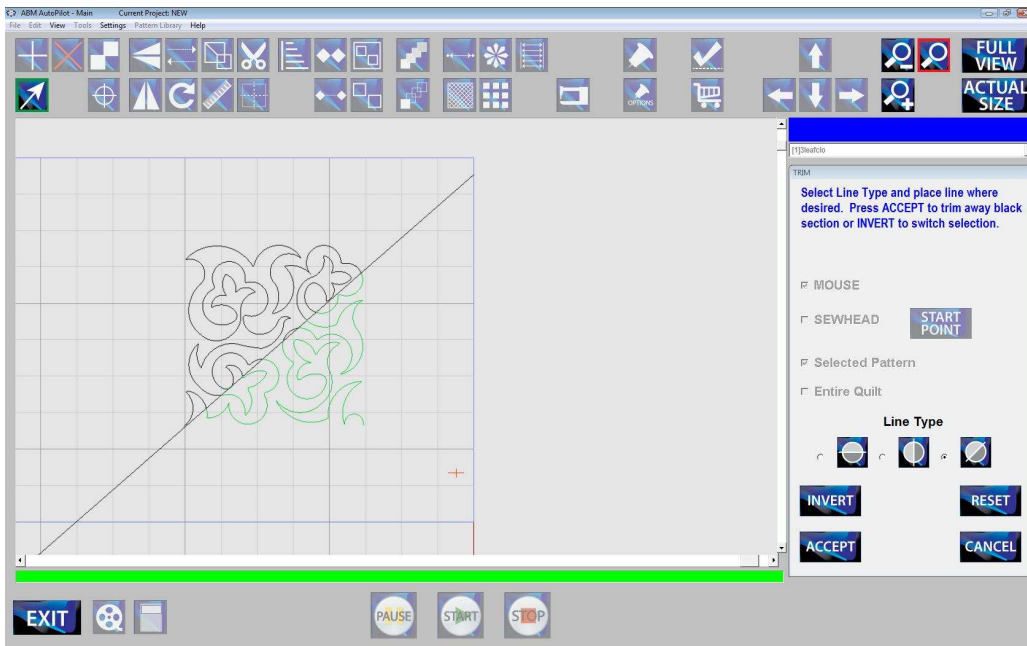 ABM AutoPilot - Main Current Project: NEW
File Edit View Tools Settings Pattern Library Help
FULL VIEW
OPTIONS
ACTUAL SIZE
[1]3leafclo
TRIM
Select Line Type and place line where
desired. Press ACCEPT to trim away black
section or INVERT to switch selection.
MOUSE
SEWHEAD
START
POINT
Selected Pattern
Entire Quilt
Line Type
INVERT RESET
ACCEPT CANCEL
EXIT
PAUSE START STOP